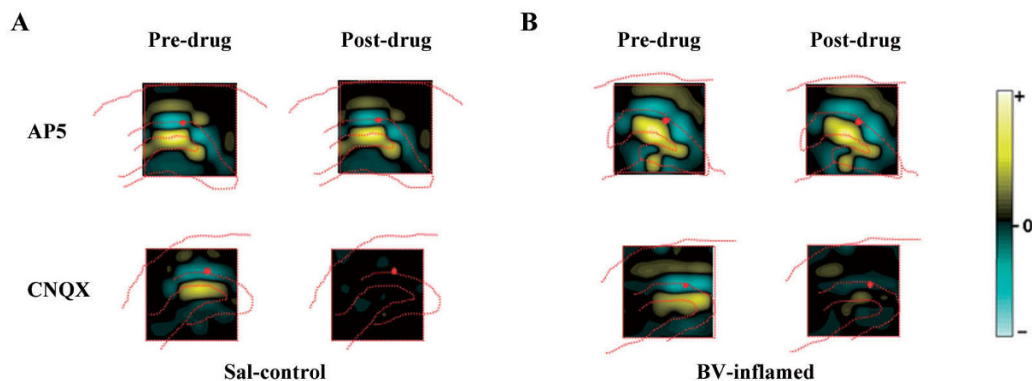 A
B
Pre-drug Post-drug Pre-drug Post-drug
AP5
+
0
CNQX
–
Sal-control BV-inflamed